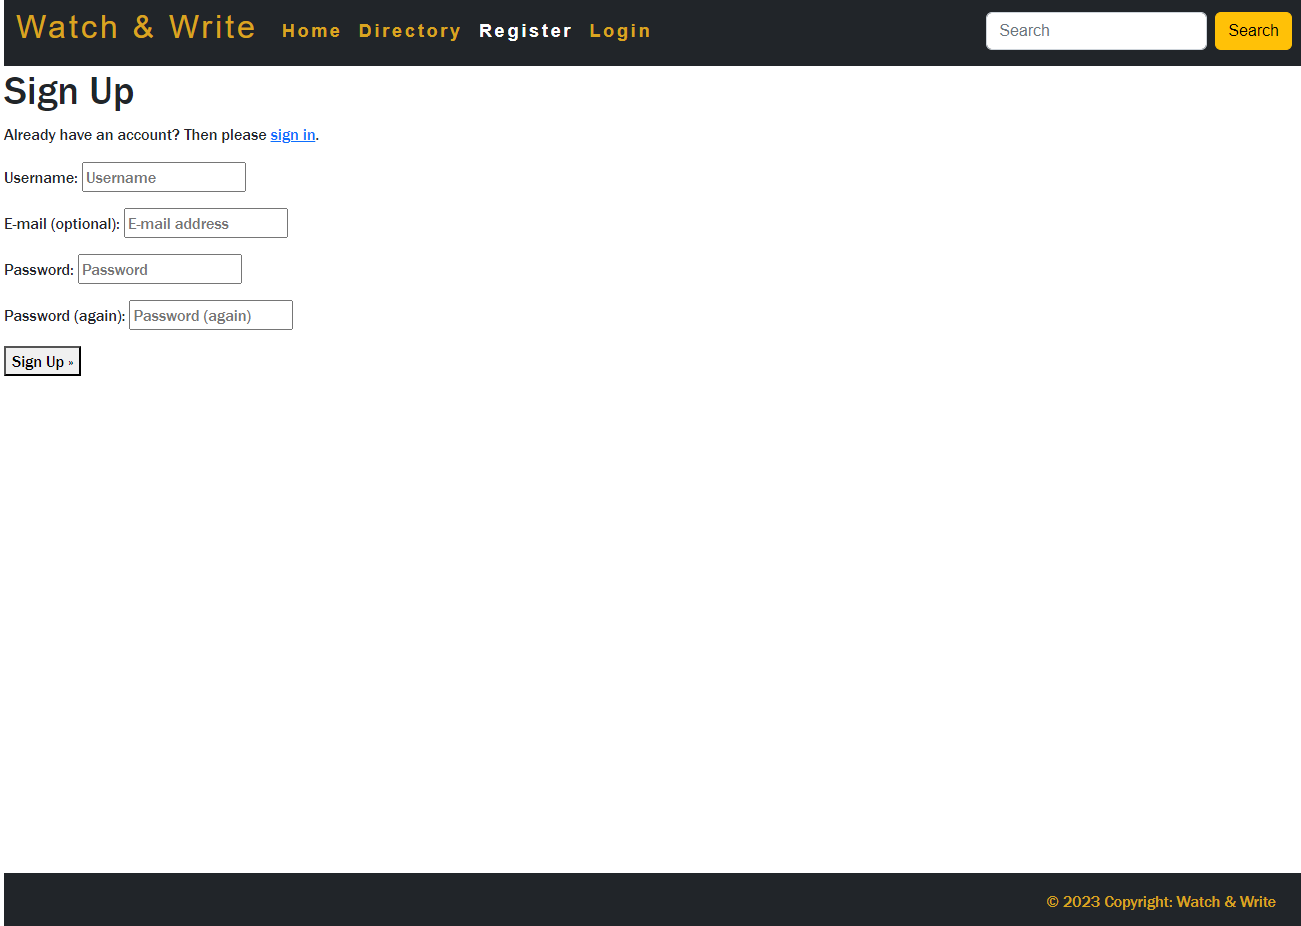 Watch & Write Home Directory Register Login Search Search
Sign Up
Already have an account? Then please sign in.
Username: Username
E-mail (optional): E-mail address
Password: Password
Password (again): Password (again)
Sign Up »
© 2023 Copyright: Watch & Write